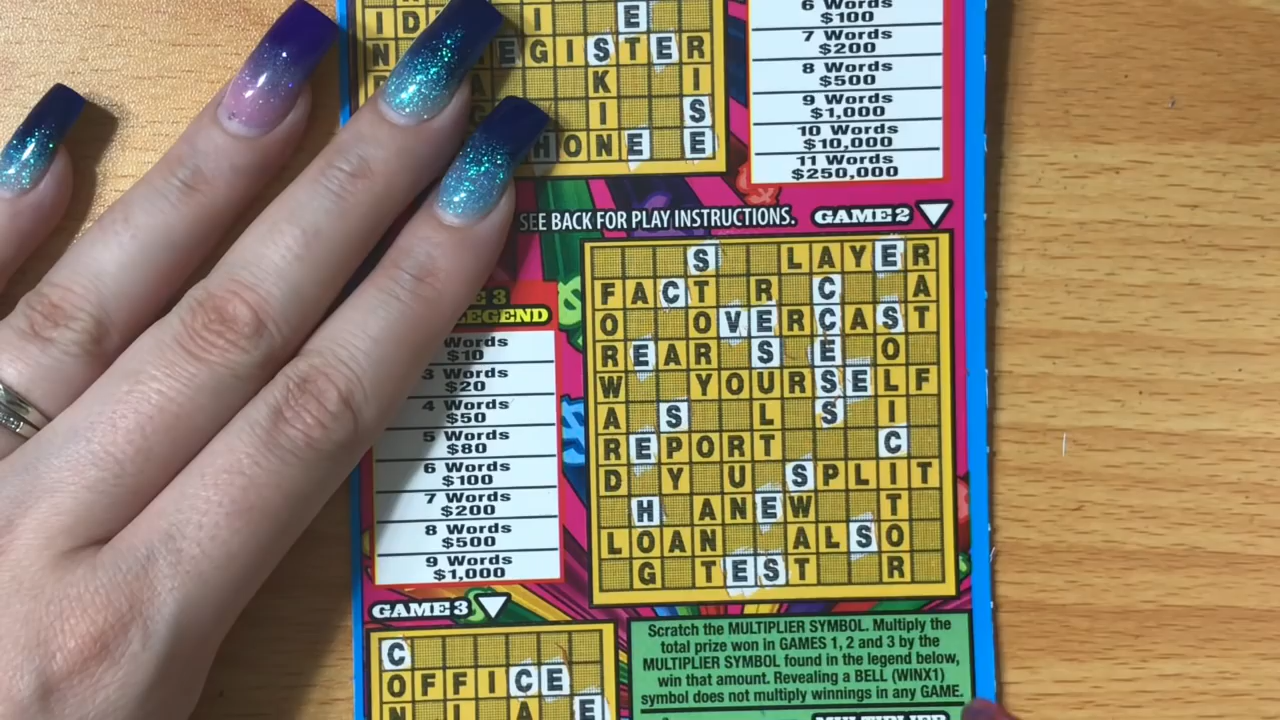 6 Words
$100
7 Words
$200
8 Words
$500
9 Words
$1,000
10 Words
$10,000
11 Words
$250,000
EGISTER
SKI
HONE
RISE
SEE BACK FOR PLAY INSTRUCTIONS. GAME 2
S LAYER
FACT R C A
O OVERCAST
REAR S E O
W YOURSELF
A S L S I
REPORT C
D Y U SPLIT
H ANEW T
LOAN ALSO
G TEST R
3
EGEND
Words
$10
3 Words
$20
4 Words
$50
5 Words
$80
6 Words
$100
7 Words
$200
8 Words
$500
9 Words
$1,000
GAME 3
C
OFFICE
Scratch the MULTIPLIER SYMBOL. Multiply the
total prize won in GAMES 1, 2 and 3 by the
MULTIPLIER SYMBOL found in the legend below,
win that amount. Revealing a BELL (WINX1)
symbol does not multiply winnings in any GAME.